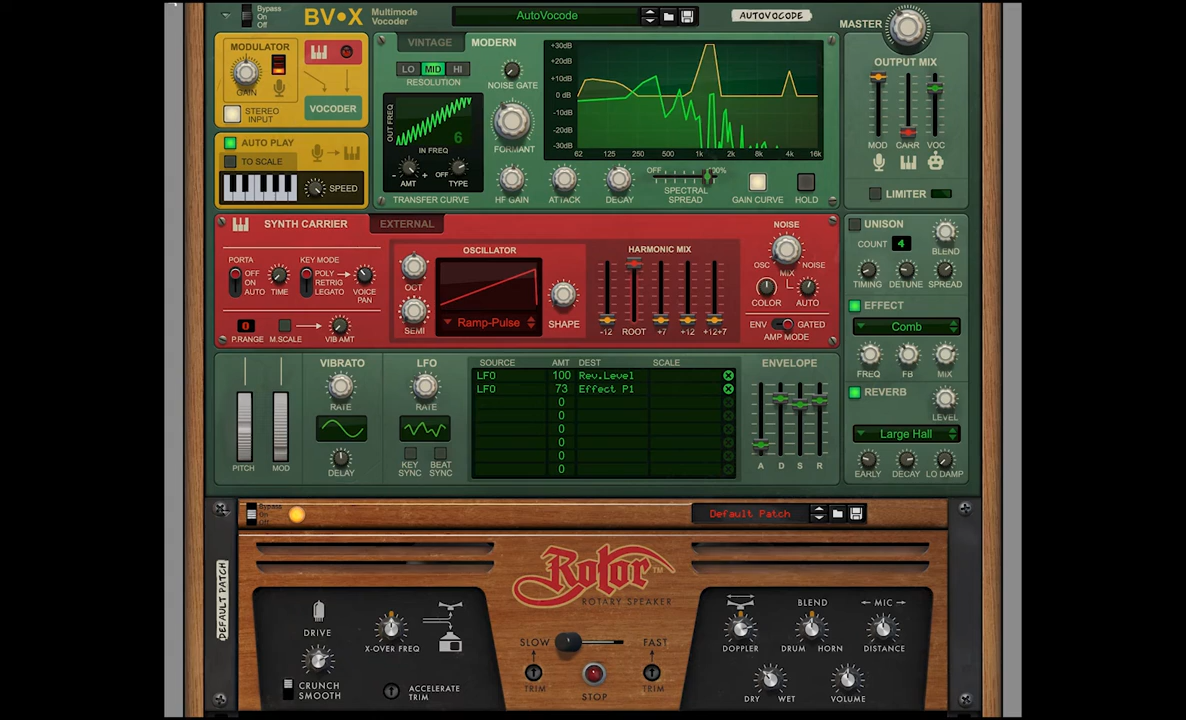 Bypass
On
Off
BV•X
Multimode
Vocoder
AutoVocode
AUTOVOCODE
MASTER
MODULATOR
GAIN
STEREO
INPUT
VOCODER
AUTO PLAY
TO SCALE
SPEED
VINTAGE
MODERN
LO MID HI
RESOLUTION
NOISE GATE
OUT FREQ
6
IN FREQ
AMT
+
OFF
TYPE
TRANSFER CURVE
FORMANT
HF GAIN
ATTACK
DECAY
+30dB
+20dB
+10dB
0 dB
-10dB
-20dB
-30dB
62 125 250 500 1k 2k 8k 4k 16k
OFF
SPECTRAL
SPREAD
GAIN CURVE
HOLD
OUTPUT MIX
MOD CARR VOC
LIMITER
SYNTH CARRIER
EXTERNAL
PORTA
OFF
ON
AUTO
TIME
KEY MODE
POLY
RETRIG
LEGATO
VOICE
PAN
0
P.RANGE
M.SCALE
VIB AMT
OSCILLATOR
OCT
SEMI
Ramp-Pulse
SHAPE
HARMONIC MIX
-12 ROOT +7 +12 +12+7
NOISE
OSC
NOISE
MIX
COLOR
AUTO
ENV
GATED
AMP MODE
UNISON
COUNT 4
BLEND
TIMING DETUNE SPREAD
EFFECT
Comb
FREQ FB MIX
REVERB
LEVEL
Large Hall
EARLY DECAY LO DAMP
PITCH
MOD
VIBRATO
RATE
DELAY
LFO
RATE
KEY
SYNC
BEAT
SYNC
SOURCE AMT DEST SCALE
LFO 100 Rev.Level
LFO 73 Effect P1
0
0
0
0
0
0
ENVELOPE
A D S R
Bypass
On
Off
Default Patch
DEFAULT PATCH
Rotor™
ROTARY SPEAKER
DRIVE
CRUNCH
SMOOTH
X-OVER FREQ
ACCELERATE
TRIM
SLOW
FAST
TRIM
STOP
TRIM
DOPPLER
BLEND
DRUM HORN
MIC
DISTANCE
DRY WET
VOLUME